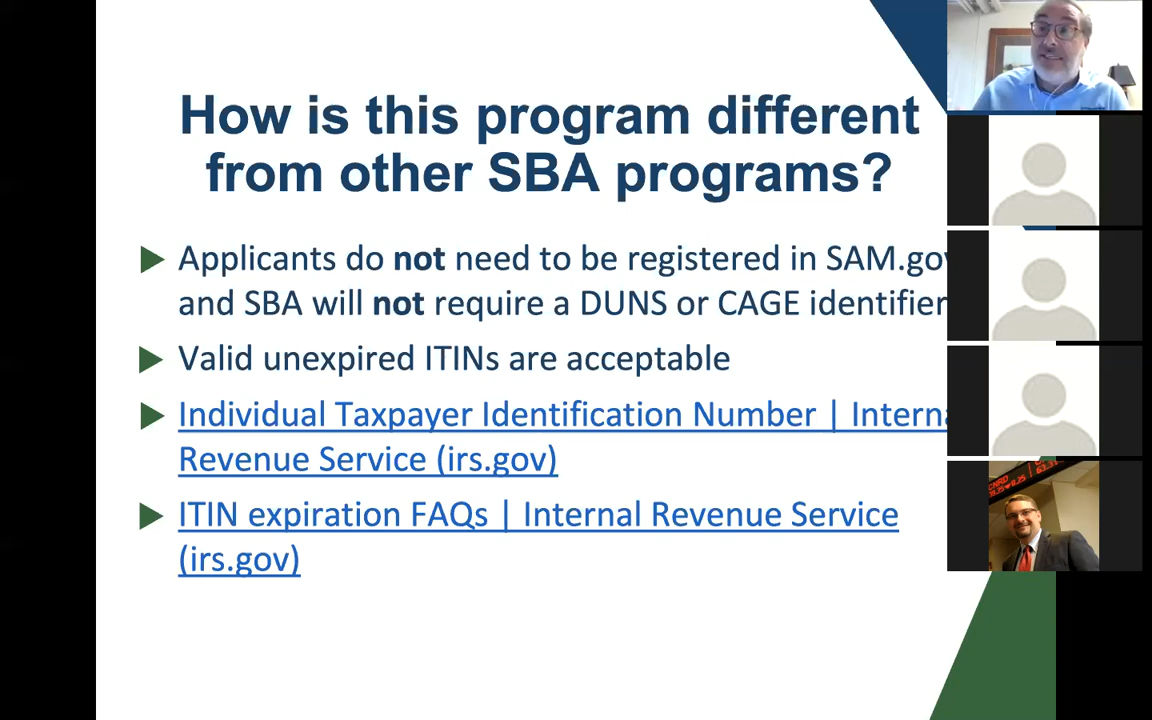 How is this program different
from other SBA programs?
Applicants do not need to be registered in SAM.gov
and SBA will not require a DUNS or CAGE identifier
Valid unexpired ITINs are acceptable
Individual Taxpayer Identification Number | Interna
Revenue Service (irs.gov)
ITIN expiration FAQs | Internal Revenue Service
(irs.gov)